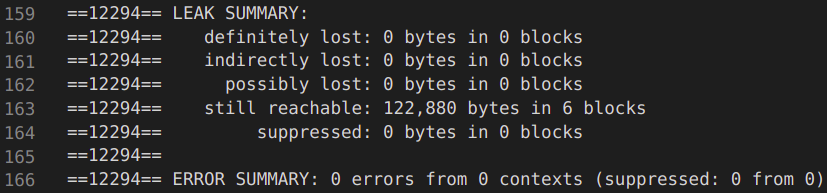 159 ==12294== LEAK SUMMARY:
160 ==12294==    definitely lost: 0 bytes in 0 blocks
161 ==12294==    indirectly lost: 0 bytes in 0 blocks
162 ==12294==      possibly lost: 0 bytes in 0 blocks
163 ==12294==    still reachable: 122,880 bytes in 6 blocks
164 ==12294==         suppressed: 0 bytes in 0 blocks
165 ==12294==
166 ==12294== ERROR SUMMARY: 0 errors from 0 contexts (suppressed: 0 from 0)